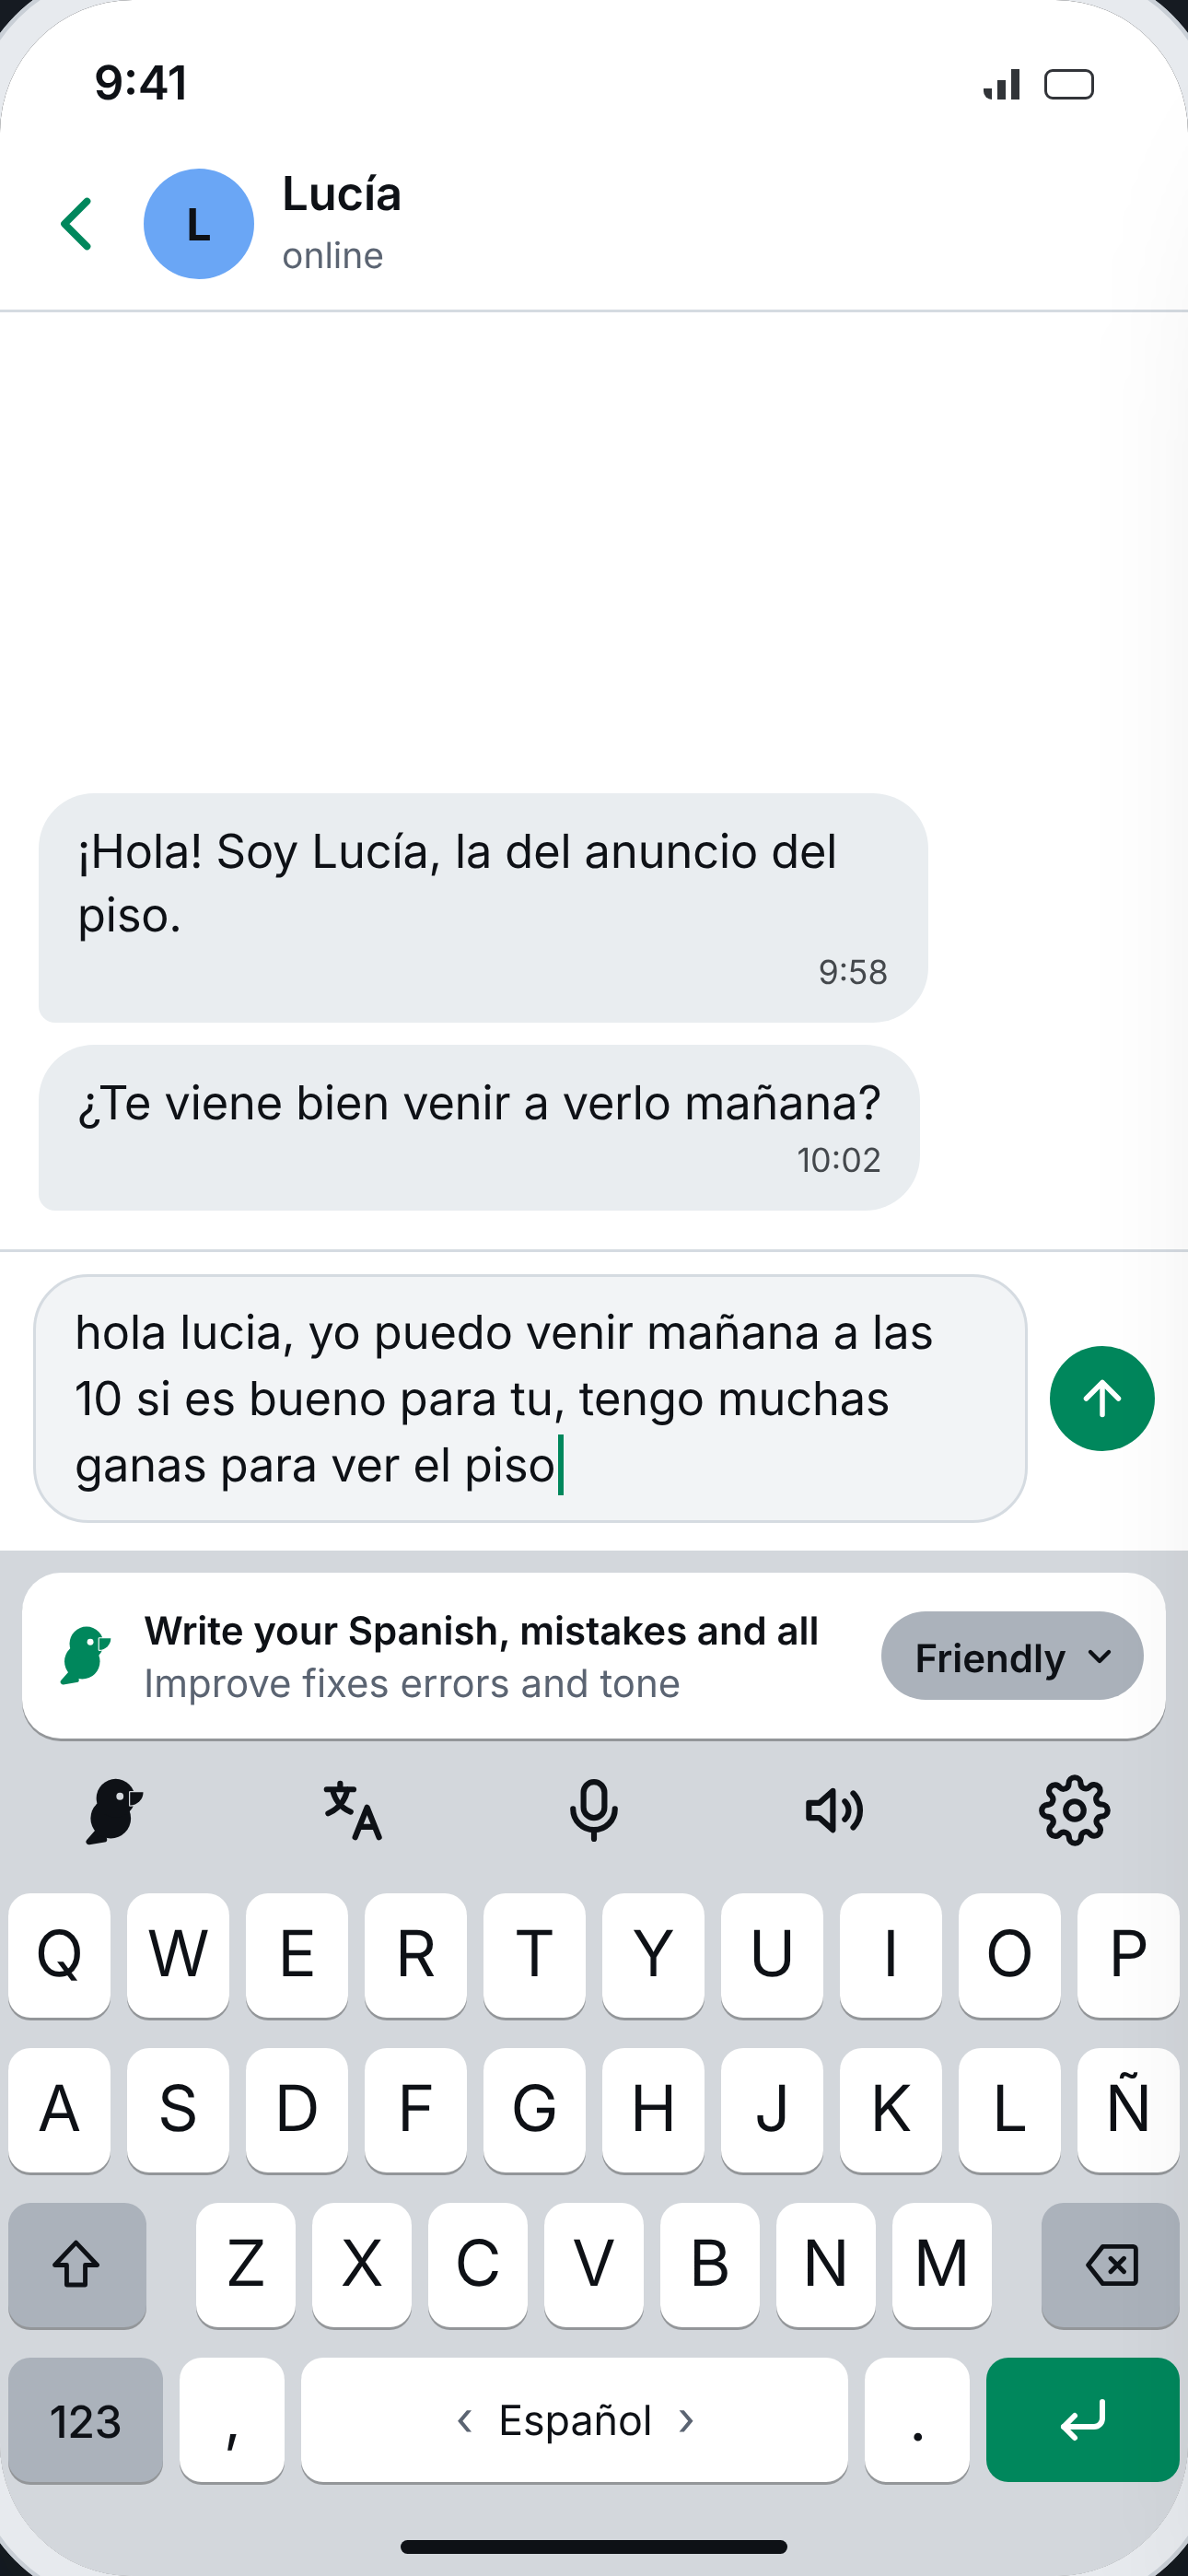 9:41
L
Lucía
online
¡Hola! Soy Lucía, la del anuncio del
piso.
9:58
¿Te viene bien venir a verlo mañana?
10:02
hola lucia, yo puedo venir mañana a las
10 si es bueno para tu, tengo muchas
ganas para ver el piso
Write your Spanish, mistakes and all
Improve fixes errors and tone
Friendly
文A
Q W E R T Y U I O P
A S D F G H J K L Ñ
Z X C V B N M
123 , ‹ Español › .